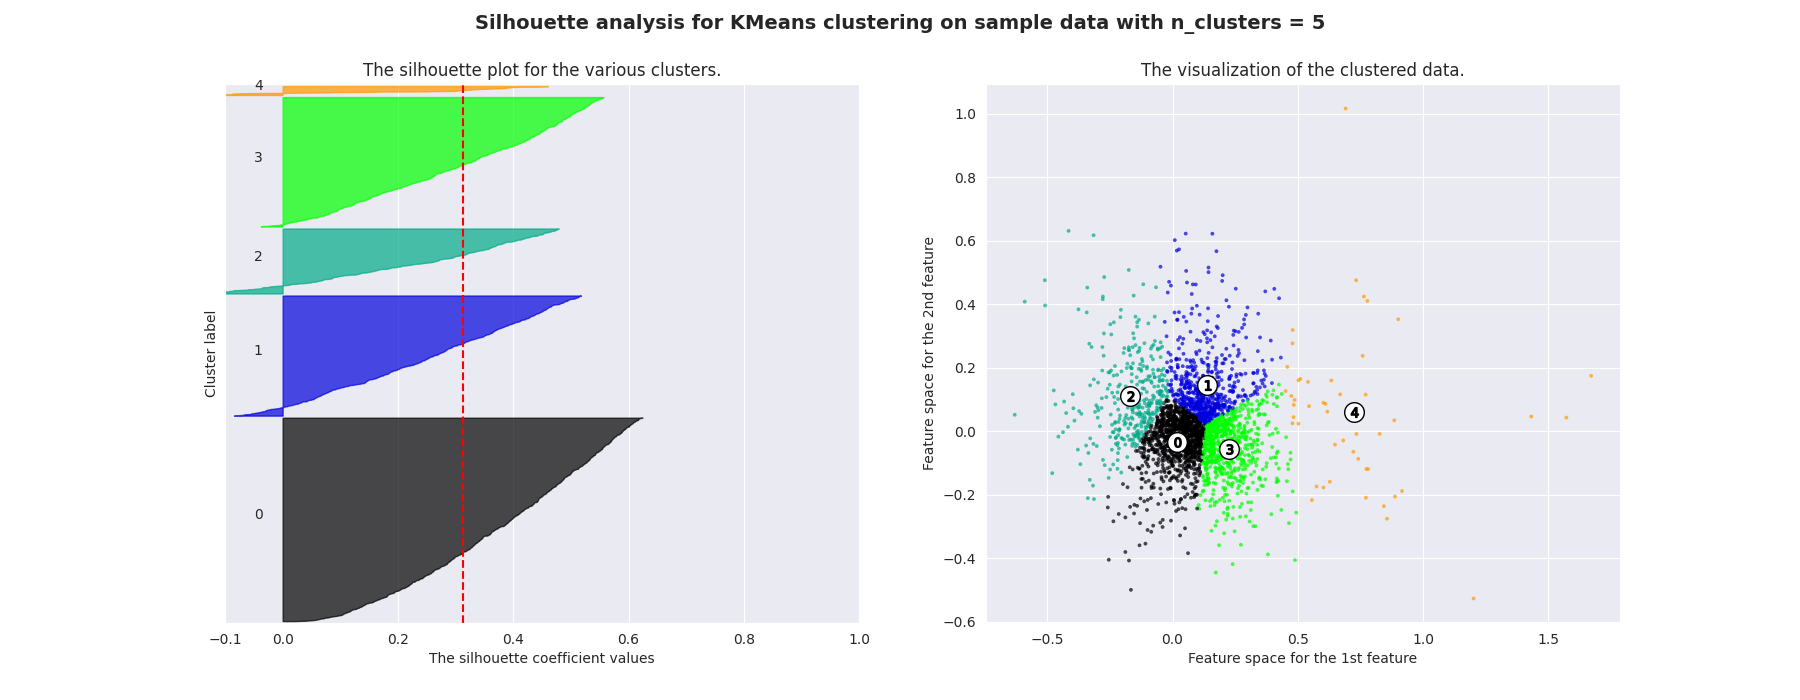 Silhouette analysis for KMeans clustering on sample data with n_clusters = 5
The silhouette plot for the various clusters.
4
3
2
1
0
Cluster label
−0.1 0.0 0.2 0.4 0.6 0.8 1.0
The silhouette coefficient values
The visualization of the clustered data.
1.0
0.8
0.6
0.4
0.2
0.0
−0.2
−0.4
−0.6
Feature space for the 2nd feature
1
2
4
0
3
−0.5 0.0 0.5 1.0 1.5
Feature space for the 1st feature